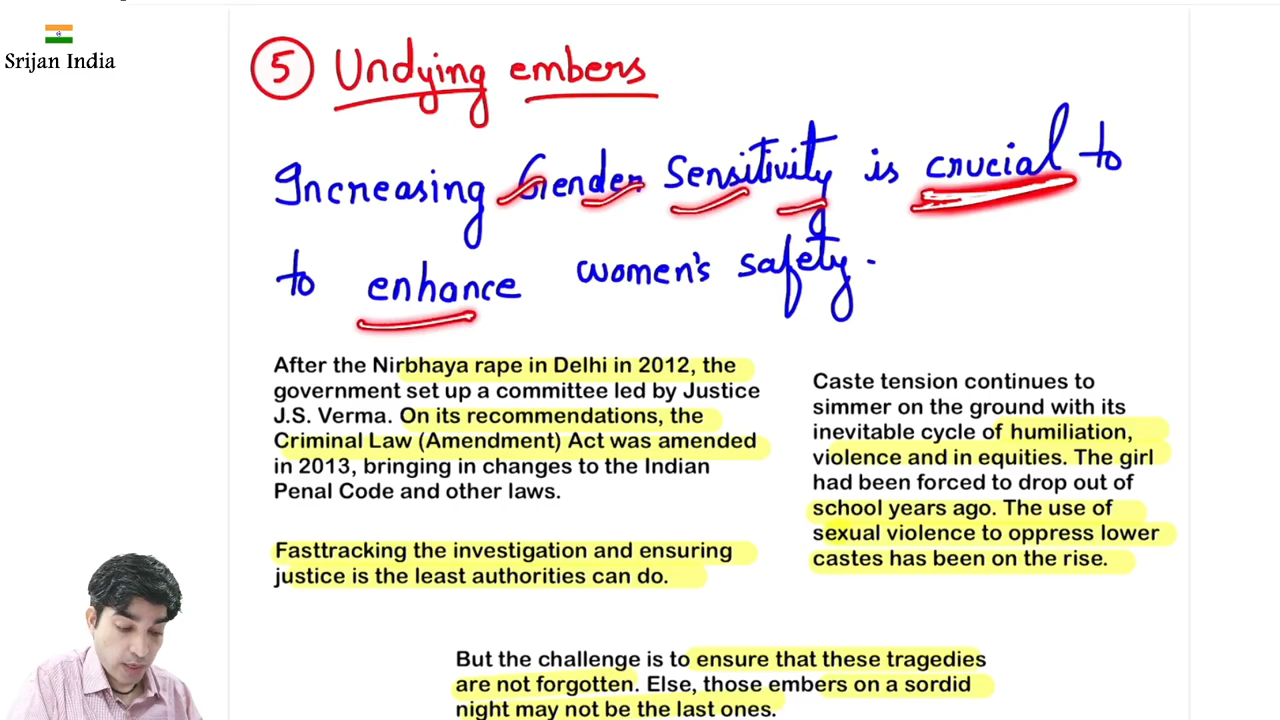 Srijan India
5 Undying embers
Increasing Gender Sensitivity is crucial to
to enhance women's safety.
After the Nirbhaya rape in Delhi in 2012, the
government set up a committee led by Justice
J.S. Verma. On its recommendations, the
Criminal Law (Amendment) Act was amended
in 2013, bringing in changes to the Indian
Penal Code and other laws.
Fasttracking the investigation and ensuring
justice is the least authorities can do.
Caste tension continues to
simmer on the ground with its
inevitable cycle of humiliation,
violence and in equities. The girl
had been forced to drop out of
school years ago. The use of
sexual violence to oppress lower
castes has been on the rise.
But the challenge is to ensure that these tragedies
are not forgotten. Else, those embers on a sordid
night may not be the last ones.